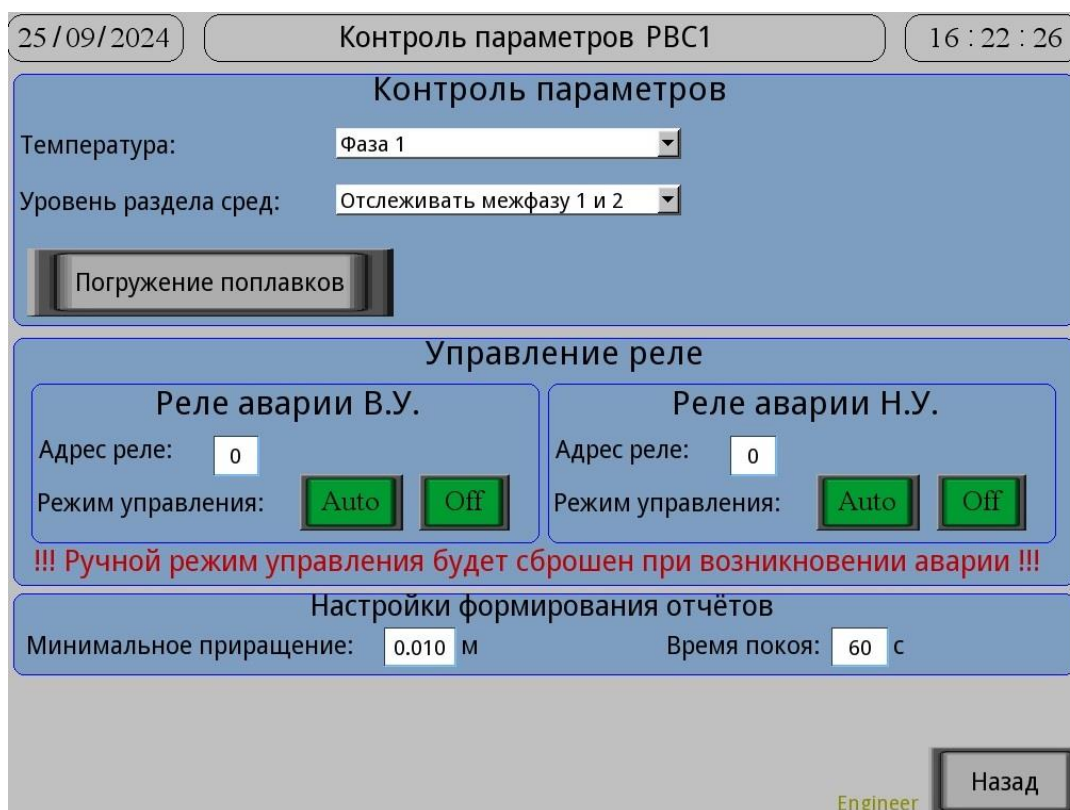 25/09/2024 Контроль параметров РВС1 16:22:26
Контроль параметров
Температура: Фаза 1
Уровень раздела сред: Отслеживать межфазу 1 и 2
Погружение поплавков
Управление реле
Реле аварии В.У. Реле аварии Н.У.
Адрес реле: 0 Адрес реле: 0
Режим управления: Auto Off Режим управления: Auto Off
!!! Ручной режим управления будет сброшен при возникновении аварии !!!
Настройки формирования отчётов
Минимальное приращение: 0.010 м Время покоя: 60 с
Назад
Engineer